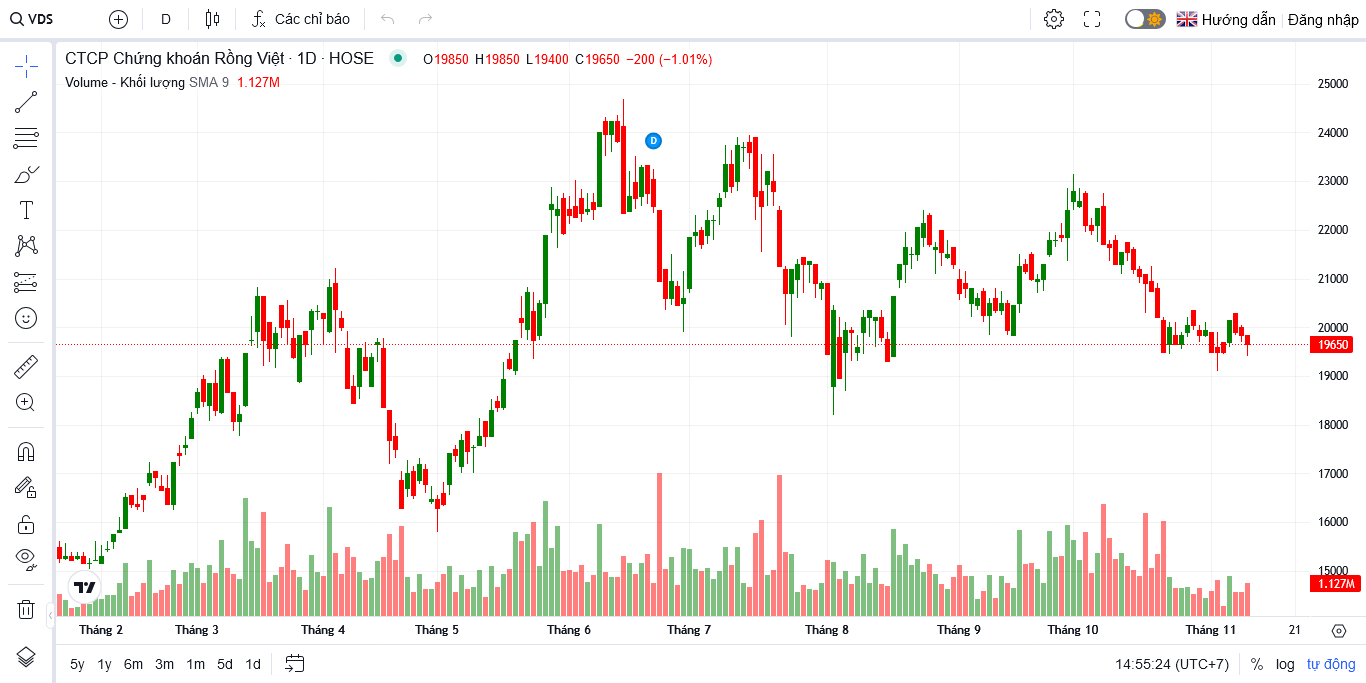 VDS D Các chỉ báo Hướng dẫn Đăng nhập
CTCP Chứng khoán Rồng Việt · 1D · HOSE O19850 H19850 L19400 C19650 −200 (−1.01%)
Volume - Khối lượng SMA 9 1.127M
25000
24000
D
23000
22000
21000
20000
19650
19000
18000
17000
16000
15000
1.127M
Tháng 2 Tháng 3 Tháng 4 Tháng 5 Tháng 6 Tháng 7 Tháng 8 Tháng 9 Tháng 10 Tháng 11 21
5y 1y 6m 3m 1m 5d 1d 14:55:24 (UTC+7) % log tự động